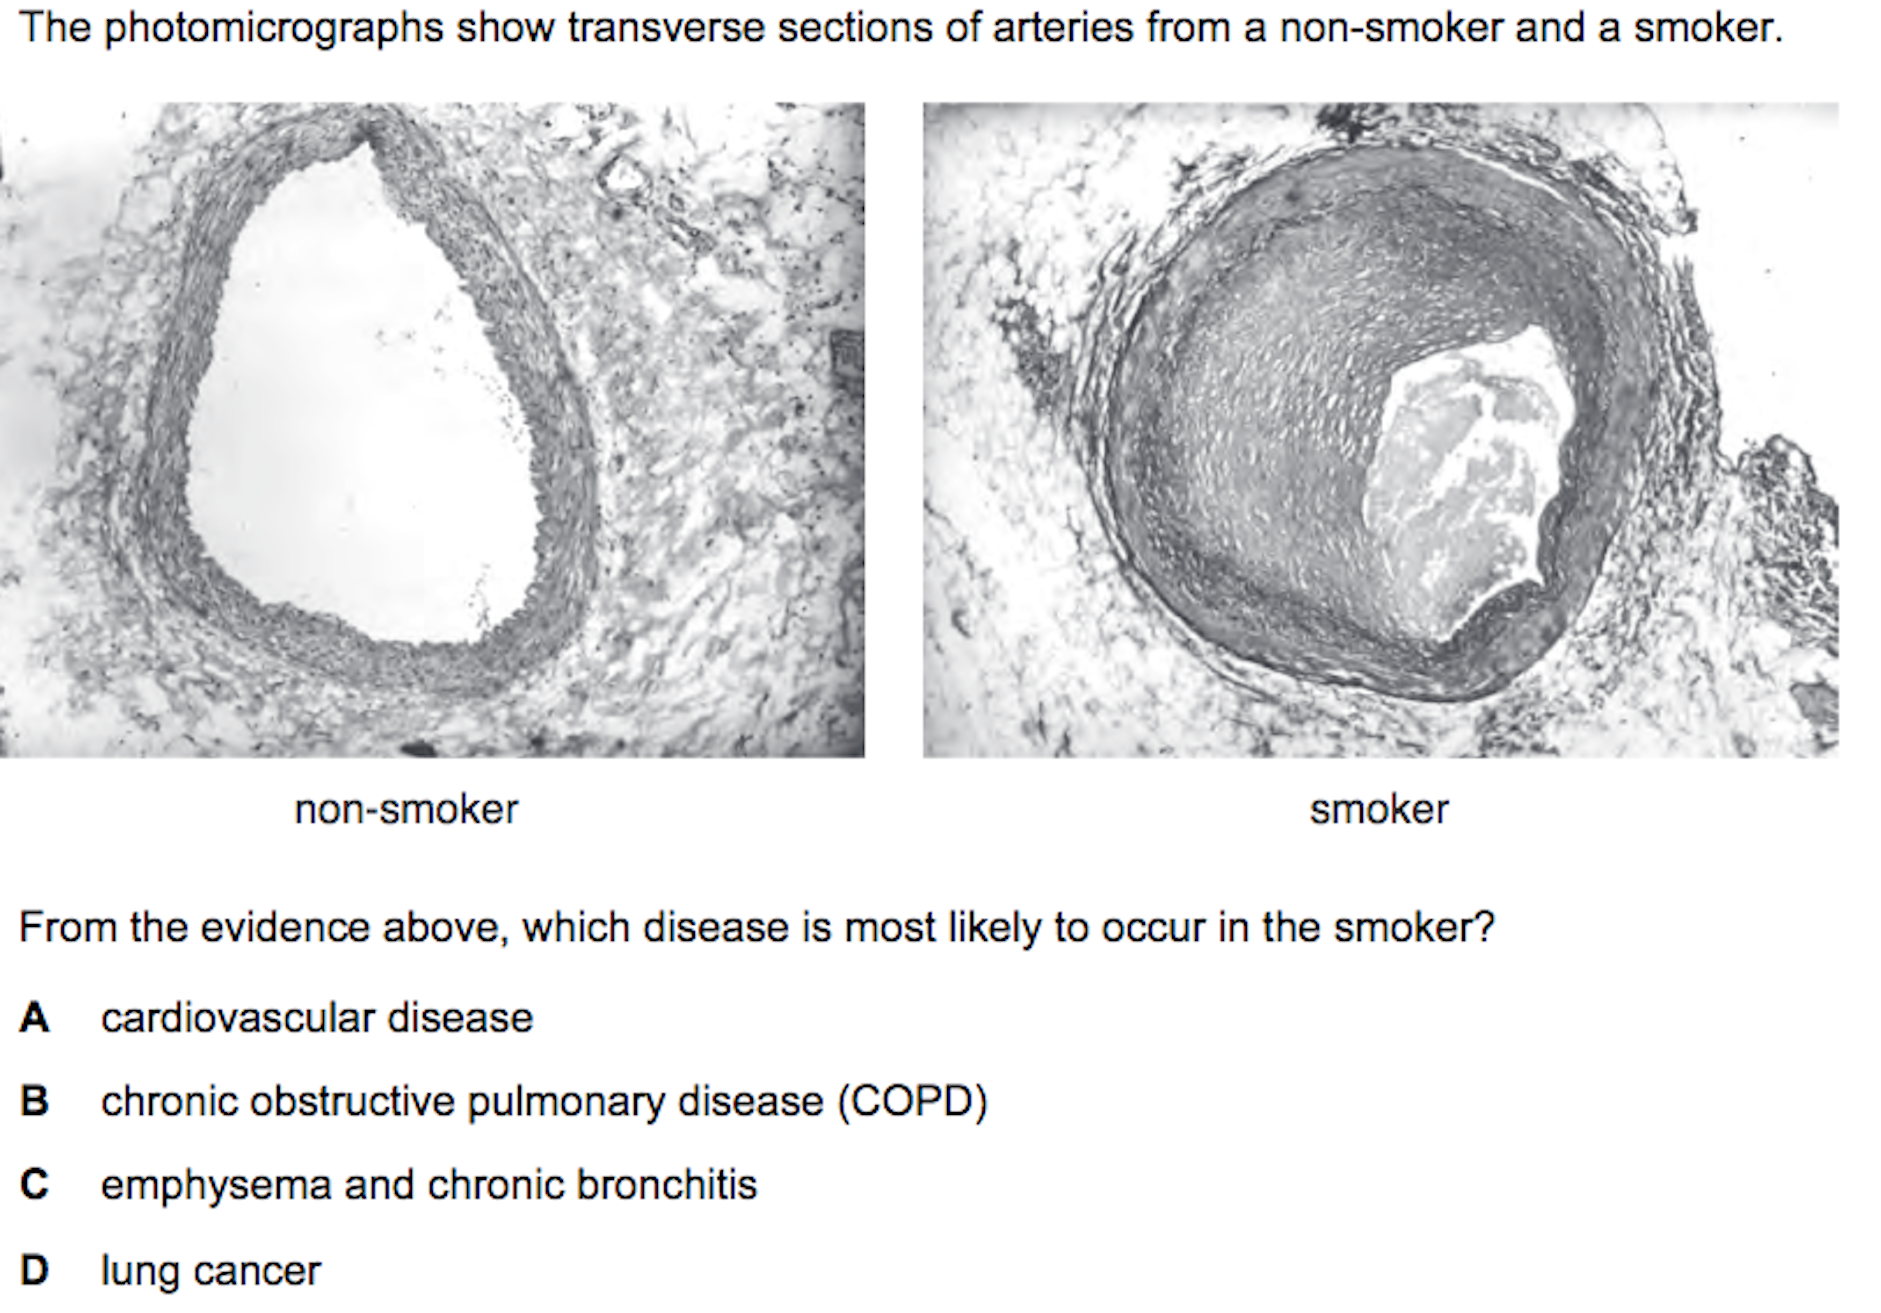 The photomicrographs show transverse sections of arteries from a non-smoker and a smoker.
non-smoker
smoker
From the evidence above, which disease is most likely to occur in the smoker?
A cardiovascular disease
B chronic obstructive pulmonary disease (COPD)
C emphysema and chronic bronchitis
D lung cancer